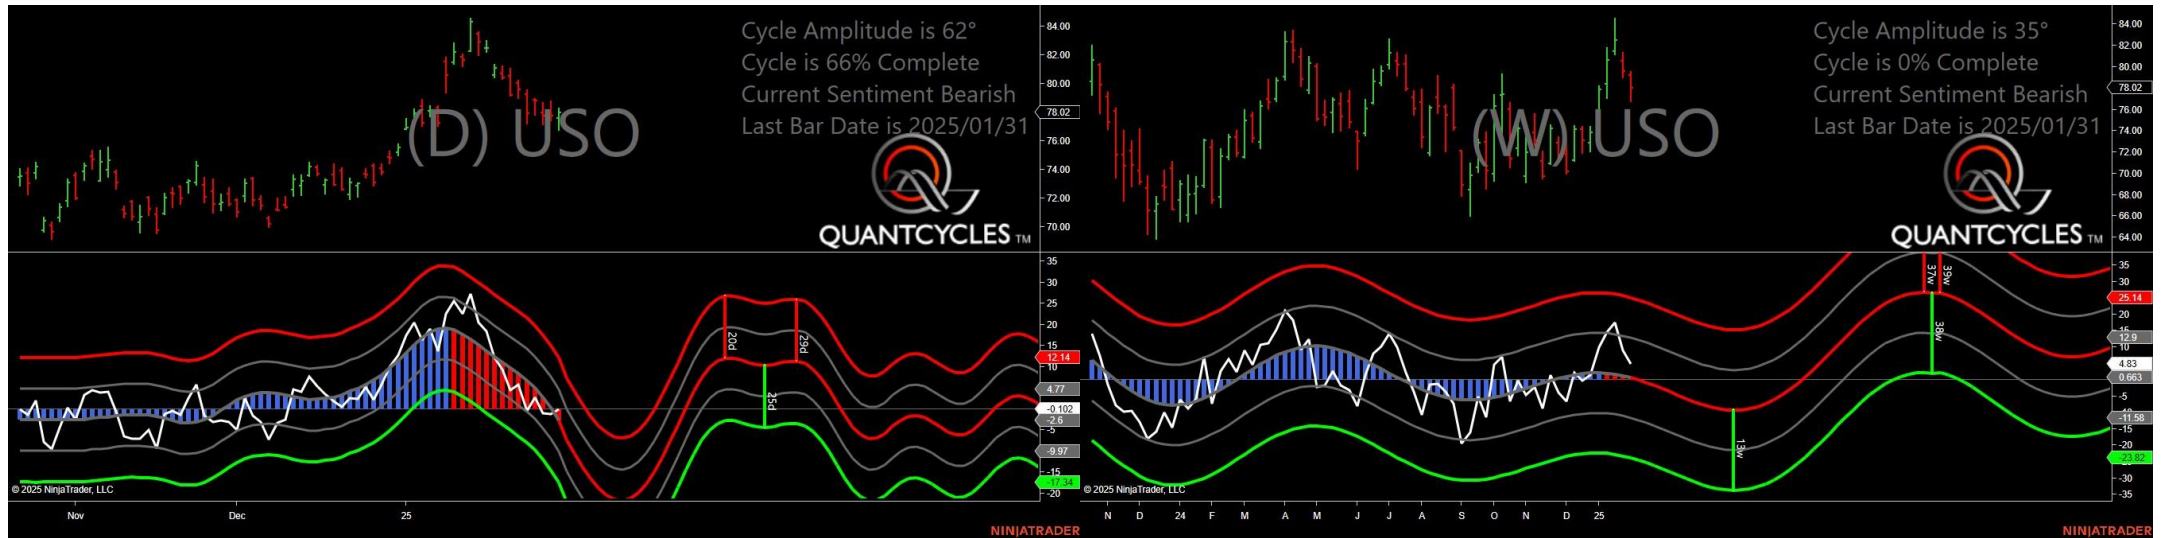 Cycle Amplitude is 62°
Cycle is 66% Complete
Current Sentiment Bearish
Last Bar Date is 2025/01/31
(D) USO
QUANTCYCLES TM
84.00
82.00
80.00
78.02
76.00
74.00
72.00
70.00
35
30
25
20
15
12.14
10
4.77
-0.102
-2.6
-5
-9.97
-15
-17.34
-20
20d
25d
29d
© 2025 NinjaTrader, LLC
Nov
Dec
25
NINJATRADER
Cycle Amplitude is 35°
Cycle is 0% Complete
Current Sentiment Bearish
Last Bar Date is 2025/01/31
(W) USO
QUANTCYCLES TM
84.00
82.00
80.00
78.02
76.00
74.00
72.00
70.00
68.00
66.00
64.00
35
30
25.14
20
15
12.9
10
4.83
0.663
-5
-11.58
-15
-20
-23.82
-30
-35
13w
37w
38w
39w
© 2025 NinjaTrader, LLC
N D 24 F M A M J J A S O N D 25
NINJATRADER